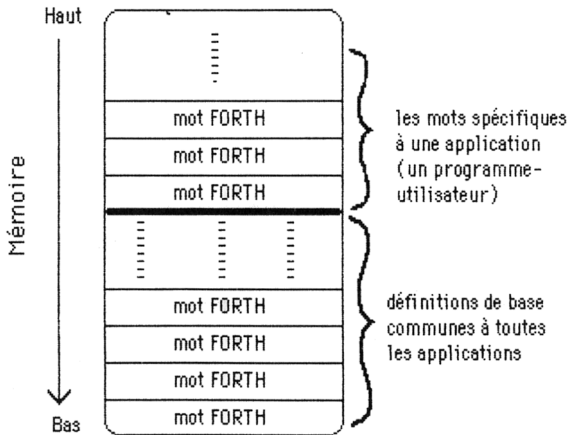 Haut
mot FORTH
mot FORTH
mot FORTH
les mots spécifiques
à une application
(un programme-
utilisateur)
Mémoire
mot FORTH
mot FORTH
mot FORTH
mot FORTH
définitions de base
communes à toutes
les applications
Bas